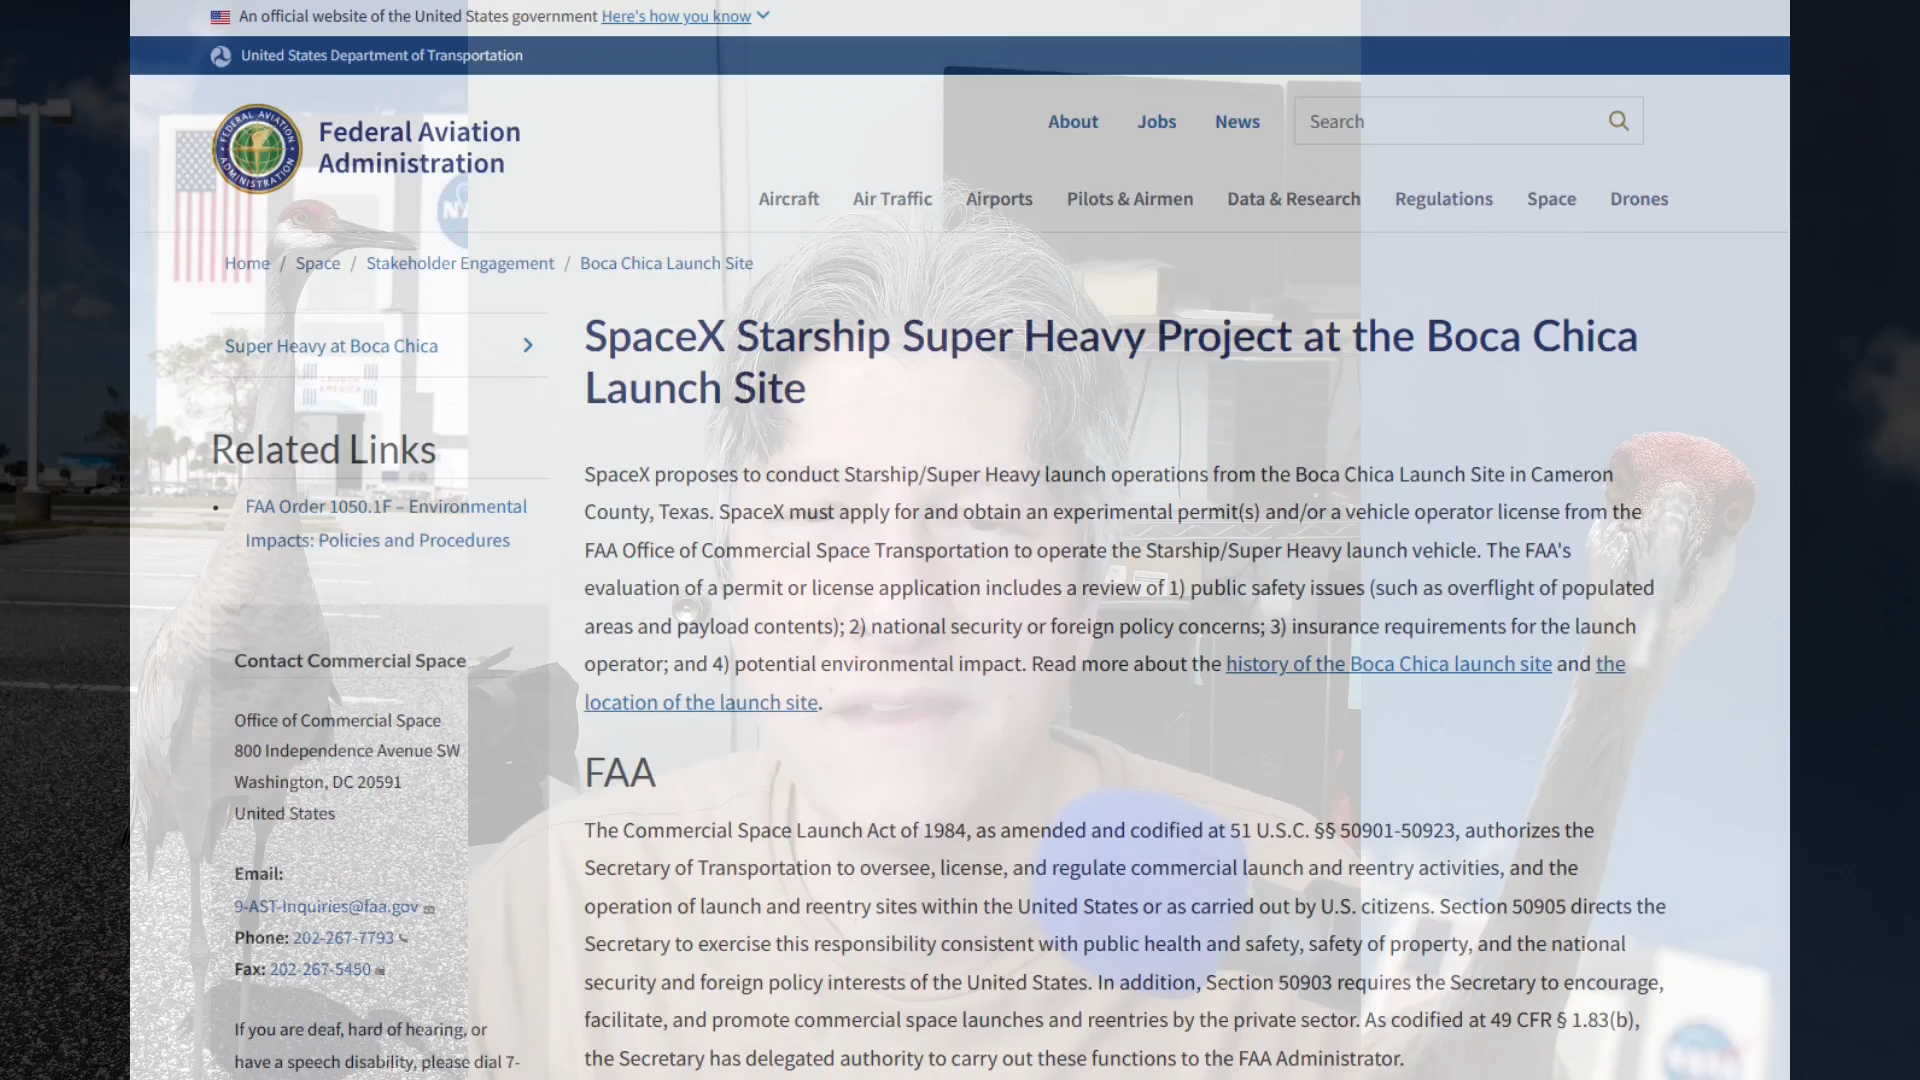 An official website of the United States government Here's how you know
United States Department of Transportation
FEDERAL AVIATION ADMINISTRATION
Federal Aviation
Administration
About Jobs News Search
Aircraft Air Traffic Airports Pilots & Airmen Data & Research Regulations Space Drones
Home / Space / Stakeholder Engagement / Boca Chica Launch Site
Super Heavy at Boca Chica
Related Links
• FAA Order 1050.1F – Environmental
Impacts: Policies and Procedures
Contact Commercial Space
Office of Commercial Space
800 Independence Avenue SW
Washington, DC 20591
United States
Email:
9-AST-Inquiries@faa.gov
Phone: 202-267-7793
Fax: 202-267-5450
If you are deaf, hard of hearing, or
have a speech disability, please dial 7-
SpaceX Starship Super Heavy Project at the Boca Chica
Launch Site
SpaceX proposes to conduct Starship/Super Heavy launch operations from the Boca Chica Launch Site in Cameron
County, Texas. SpaceX must apply for and obtain an experimental permit(s) and/or a vehicle operator license from the
FAA Office of Commercial Space Transportation to operate the Starship/Super Heavy launch vehicle. The FAA's
evaluation of a permit or license application includes a review of 1) public safety issues (such as overflight of populated
areas and payload contents); 2) national security or foreign policy concerns; 3) insurance requirements for the launch
operator; and 4) potential environmental impact. Read more about the history of the Boca Chica launch site and the
location of the launch site.
FAA
The Commercial Space Launch Act of 1984, as amended and codified at 51 U.S.C. §§ 50901-50923, authorizes the
Secretary of Transportation to oversee, license, and regulate commercial launch and reentry activities, and the
operation of launch and reentry sites within the United States or as carried out by U.S. citizens. Section 50905 directs the
Secretary to exercise this responsibility consistent with public health and safety, safety of property, and the national
security and foreign policy interests of the United States. In addition, Section 50903 requires the Secretary to encourage,
facilitate, and promote commercial space launches and reentries by the private sector. As codified at 49 CFR § 1.83(b),
the Secretary has delegated authority to carry out these functions to the FAA Administrator.